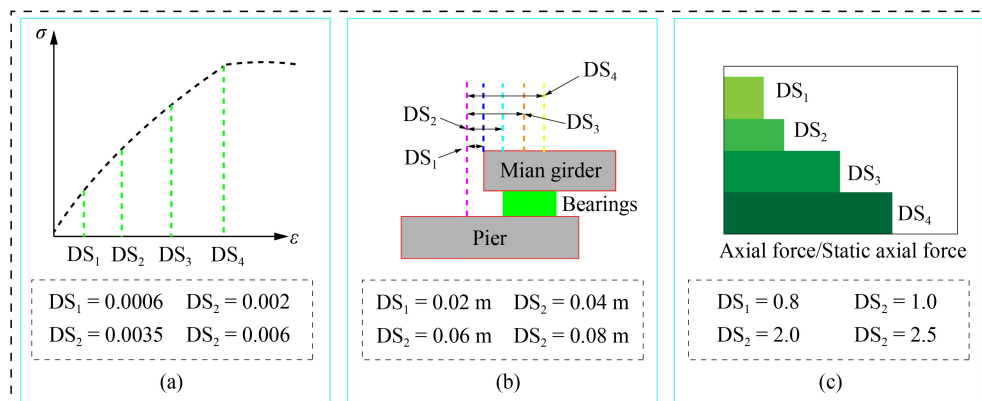 σ
ε
DS₁ DS₂ DS₃ DS₄
DS₁ = 0.0006 DS₂ = 0.002
DS₂ = 0.0035 DS₂ = 0.006
(a)
DS₄
DS₂
DS₃
DS₁
Mian girder
Bearings
Pier
DS₁ = 0.02 m DS₂ = 0.04 m
DS₂ = 0.06 m DS₂ = 0.08 m
(b)
DS₁
DS₂
DS₃
DS₄
Axial force/Static axial force
DS₁ = 0.8 DS₂ = 1.0
DS₂ = 2.0 DS₂ = 2.5
(c)